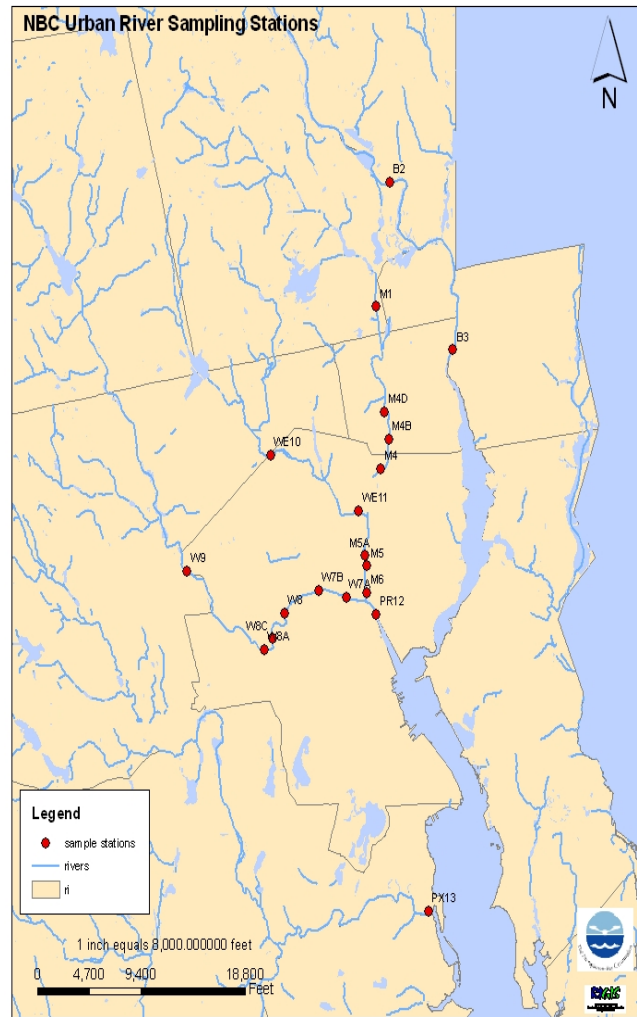 NBC Urban River Sampling Stations
N
B2
M1
B3
M4D
M4B
WE10
M4
WE11
M5A
M5
W9
W7B
M6
W7A
W8
PR12
W8C
W8A
Legend
sample stations
rivers
ri
PX13
1 inch equals 8,000.000000 feet
0 4,700 9,400 18,800
Feet
RIGIS